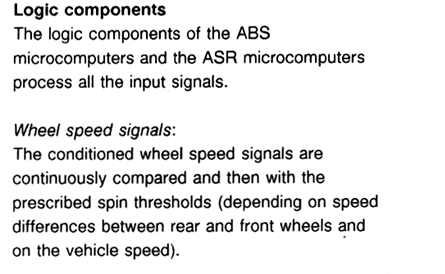 Logic components
The logic components of the ABS
microcomputers and the ASR microcomputers
process all the input signals.
Wheel speed signals:
The conditioned wheel speed signals are
continuously compared and then with the
prescribed spin thresholds (depending on speed
differences between rear and front wheels and
on the vehicle speed).